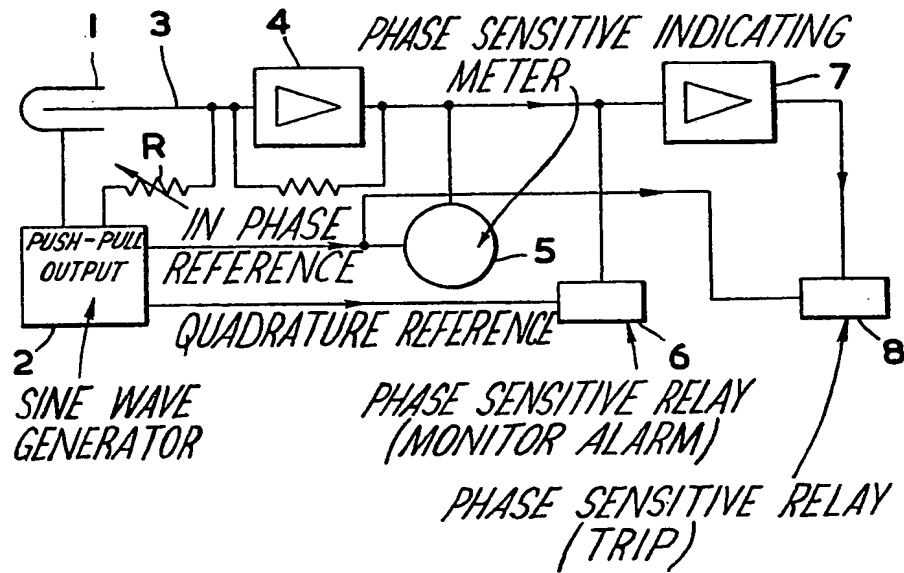 1
3
4
PHASE SENSITIVE INDICATING
METER
7
R
IN PHASE
REFERENCE
PUSH-PULL
OUTPUT
5
QUADRATURE REFERENCE
2
6
8
SINE WAVE
GENERATOR
PHASE SENSITIVE RELAY
(MONITOR ALARM)
PHASE SENSITIVE RELAY
(TRIP)